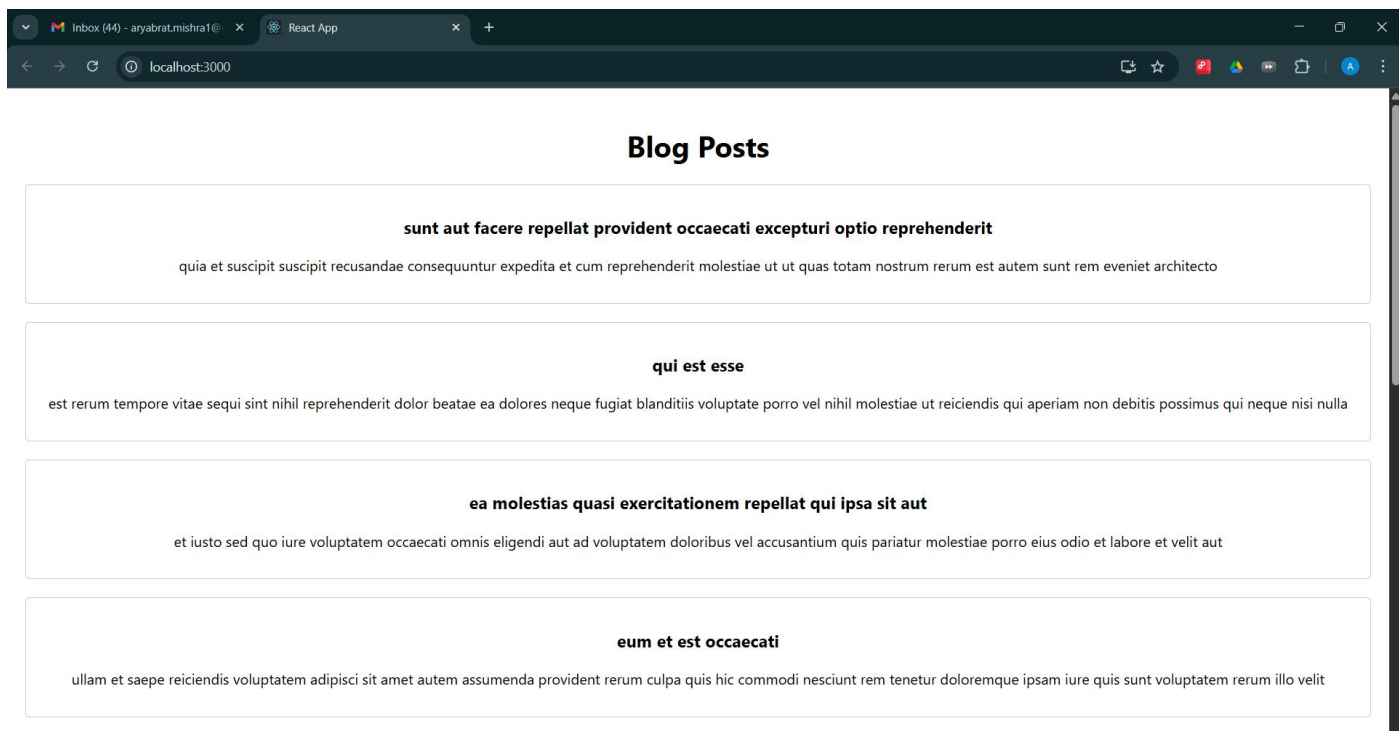 Inbox (44) - aryabrat.mishra1@
React App
localhost:3000
A
Blog Posts
sunt aut facere repellat provident occaecati excepturi optio reprehenderit
quia et suscipit suscipit recusandae consequuntur expedita et cum reprehenderit molestiae ut ut quas totam nostrum rerum est autem sunt rem eveniet architecto
qui est esse
est rerum tempore vitae sequi sint nihil reprehenderit dolor beatae ea dolores neque fugiat blanditiis voluptate porro vel nihil molestiae ut reiciendis qui aperiam non debitis possimus qui neque nisi nulla
ea molestias quasi exercitationem repellat qui ipsa sit aut
et iusto sed quo iure voluptatem occaecati omnis eligendi aut ad voluptatem doloribus vel accusantium quis pariatur molestiae porro eius odio et labore et velit aut
eum et est occaecati
ullam et saepe reiciendis voluptatem adipisci sit amet autem assumenda provident rerum culpa quis hic commodi nesciunt rem tenetur doloremque ipsam iure quis sunt voluptatem rerum illo velit